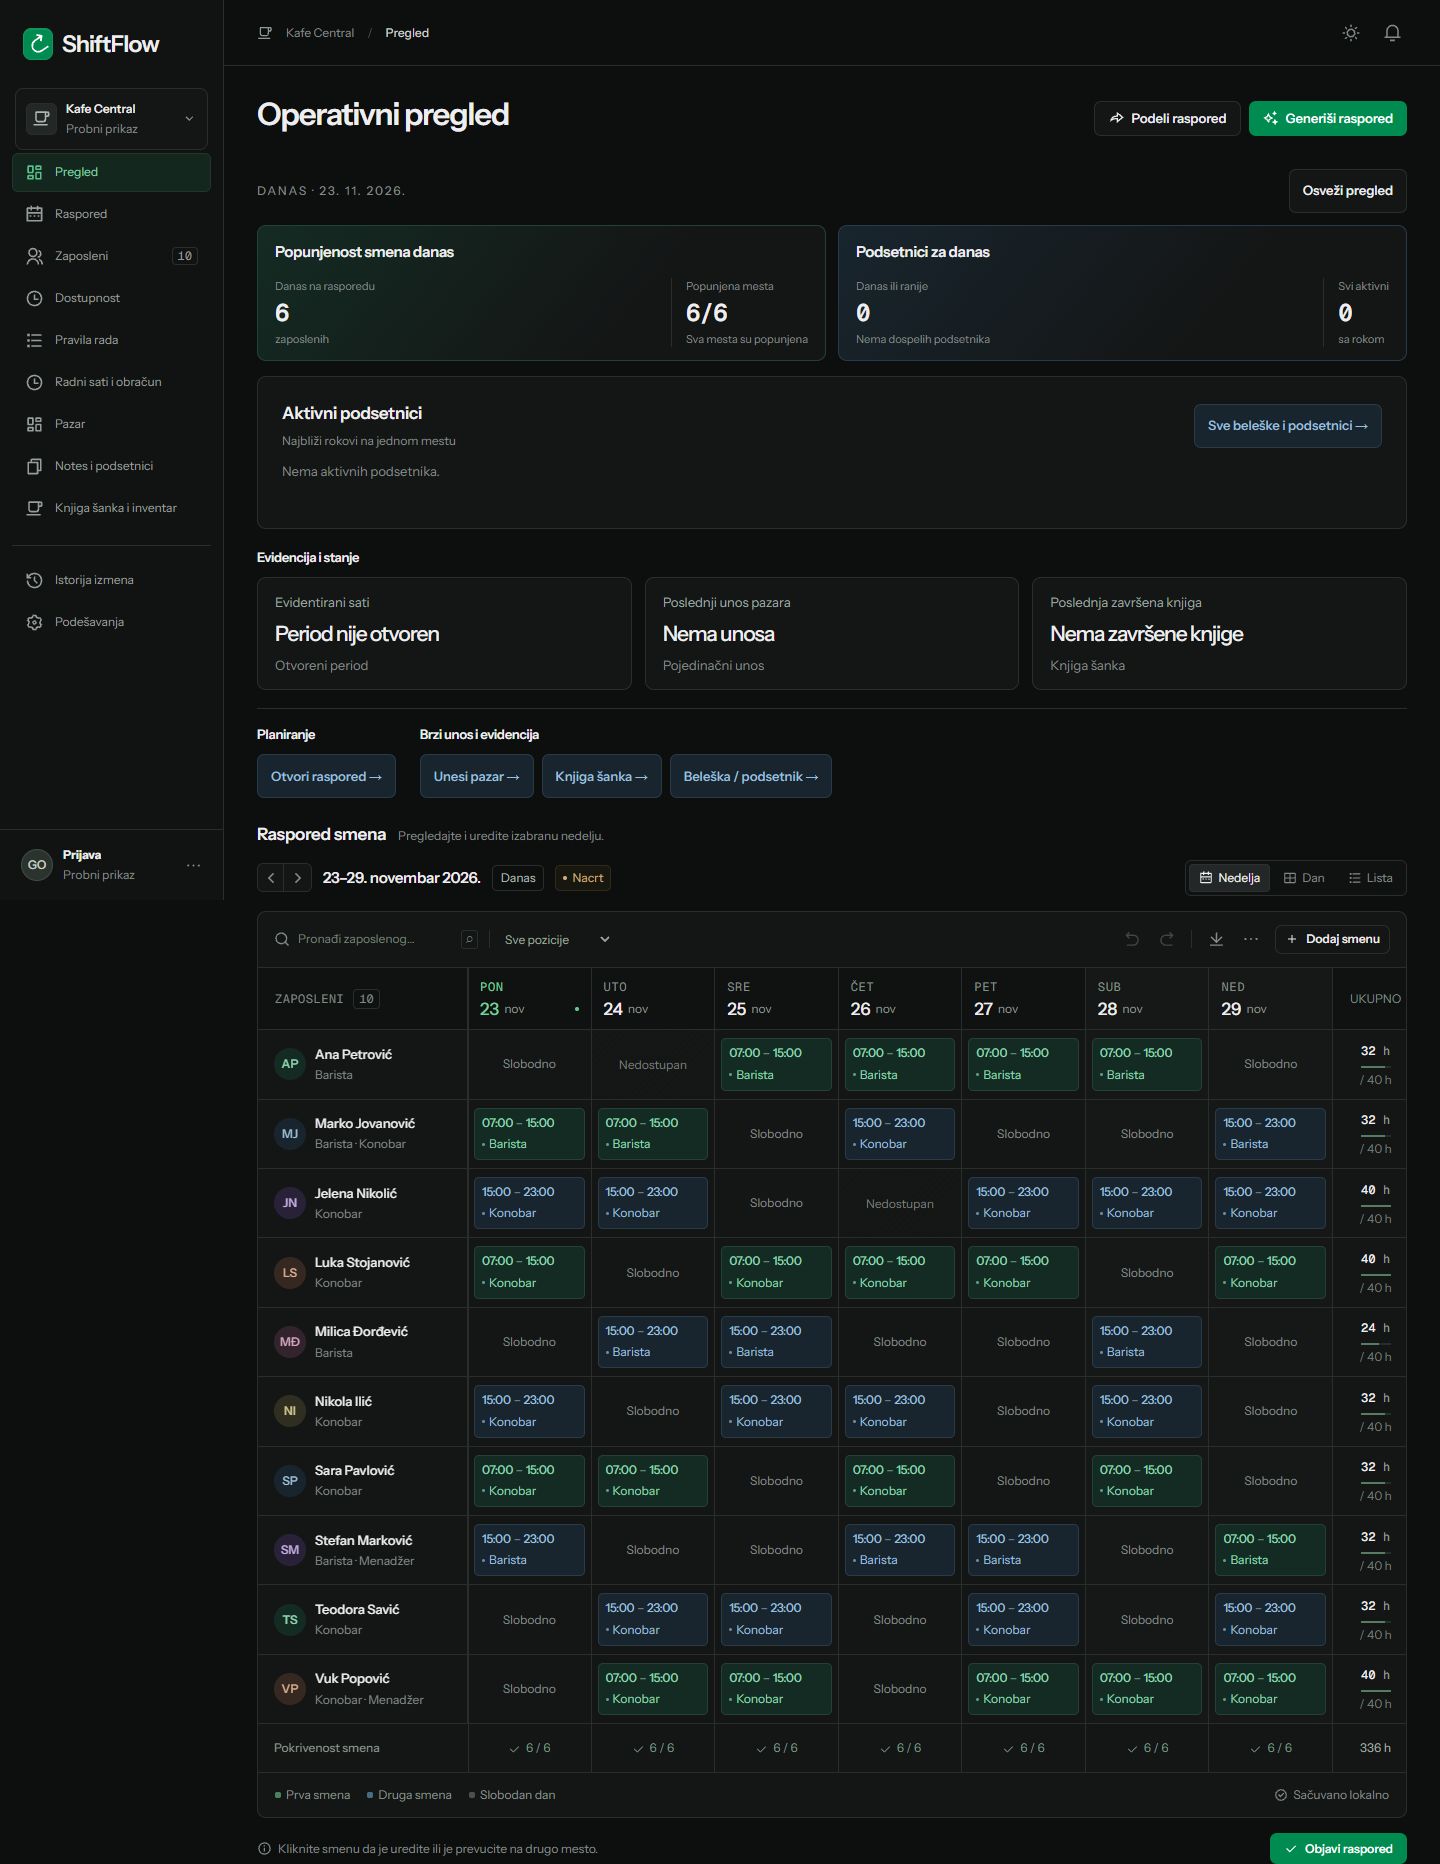 ShiftFlow
Kafe Central
Probni prikaz
Pregled
Raspored
Zaposleni 10
Dostupnost
Pravila rada
Radni sati i obračun
Pazar
Notes i podsetnici
Knjiga šanka i inventar
Istorija izmena
Podešavanja
GO Prijava
Probni prikaz ...
Kafe Central / Pregled
Operativni pregled
Podeli raspored
Generiši raspored
DANAS · 23. 11. 2026.
Osveži pregled
Popunjenost smena danas
Danas na rasporedu
6
zaposlenih
Popunjena mesta
6/6
Sva mesta su popunjena
Podsetnici za danas
Danas ili ranije
0
Nema dospelih podsetnika
Svi aktivni
0
sa rokom
Aktivni podsetnici
Najbliži rokovi na jednom mestu
Nema aktivnih podsetnika.
Sve beleške i podsetnici →
Evidencija i stanje
Evidentirani sati
Period nije otvoren
Otvoreni period
Poslednji unos pazara
Nema unosa
Pojedinačni unos
Poslednja završena knjiga
Nema završene knjige
Knjiga šanka
Planiranje
Otvori raspored →
Brzi unos i evidencija
Unesi pazar → Knjiga šanka → Beleška / podsetnik →
Raspored smena Pregledajte i uredite izabranu nedelju.
23–29. novembar 2026. Danas • Nacrt
Nedelja Dan Lista
Pronađi zaposlenog... Sve pozicije
+ Dodaj smenu
ZAPOSLENI 10 PON 23 nov • UTO 24 nov SRE 25 nov ČET 26 nov PET 27 nov SUB 28 nov NED 29 nov UKUPNO
AP Ana Petrović Slobodno Nedostupan 07:00 – 15:00 07:00 – 15:00 07:00 – 15:00 07:00 – 15:00 Slobodno 32 h
Barista • Barista • Barista • Barista • Barista / 40 h
MJ Marko Jovanović 07:00 – 15:00 07:00 – 15:00 Slobodno 15:00 – 23:00 Slobodno Slobodno 15:00 – 23:00 32 h
Barista · Konobar • Barista • Barista • Konobar • Barista / 40 h
JN Jelena Nikolić 15:00 – 23:00 15:00 – 23:00 Slobodno Nedostupan 15:00 – 23:00 15:00 – 23:00 15:00 – 23:00 40 h
Konobar • Konobar • Konobar • Konobar • Konobar • Konobar / 40 h
LS Luka Stojanović 07:00 – 15:00 Slobodno 07:00 – 15:00 07:00 – 15:00 07:00 – 15:00 Slobodno 07:00 – 15:00 40 h
Konobar • Konobar • Konobar • Konobar • Konobar • Konobar / 40 h
MĐ Milica Đorđević Slobodno 15:00 – 23:00 15:00 – 23:00 Slobodno Slobodno 15:00 – 23:00 Slobodno 24 h
Barista • Barista • Barista • Barista / 40 h
NI Nikola Ilić 15:00 – 23:00 Slobodno 15:00 – 23:00 15:00 – 23:00 Slobodno 15:00 – 23:00 Slobodno 32 h
Konobar • Konobar • Konobar • Konobar • Konobar / 40 h
SP Sara Pavlović 07:00 – 15:00 07:00 – 15:00 Slobodno 07:00 – 15:00 Slobodno 07:00 – 15:00 Slobodno 32 h
Konobar • Konobar • Konobar • Konobar • Konobar / 40 h
SM Stefan Marković 15:00 – 23:00 Slobodno Slobodno 15:00 – 23:00 15:00 – 23:00 Slobodno 07:00 – 15:00 32 h
Barista · Menadžer • Barista • Barista • Barista • Barista / 40 h
TS Teodora Savić Slobodno 15:00 – 23:00 15:00 – 23:00 Slobodno 15:00 – 23:00 Slobodno 15:00 – 23:00 32 h
Konobar • Konobar • Konobar • Konobar • Konobar / 40 h
VP Vuk Popović Slobodno 07:00 – 15:00 07:00 – 15:00 Slobodno 07:00 – 15:00 07:00 – 15:00 07:00 – 15:00 40 h
Konobar · Menadžer • Konobar • Konobar • Konobar • Konobar • Konobar / 40 h
Pokrivenost smena 6 / 6 6 / 6 6 / 6 6 / 6 6 / 6 6 / 6 6 / 6 336 h
Prva smena Druga smena Slobodan dan Sačuvano lokalno
Kliknite smenu da je uredite ili je prevucite na drugo mesto. Objavi raspored